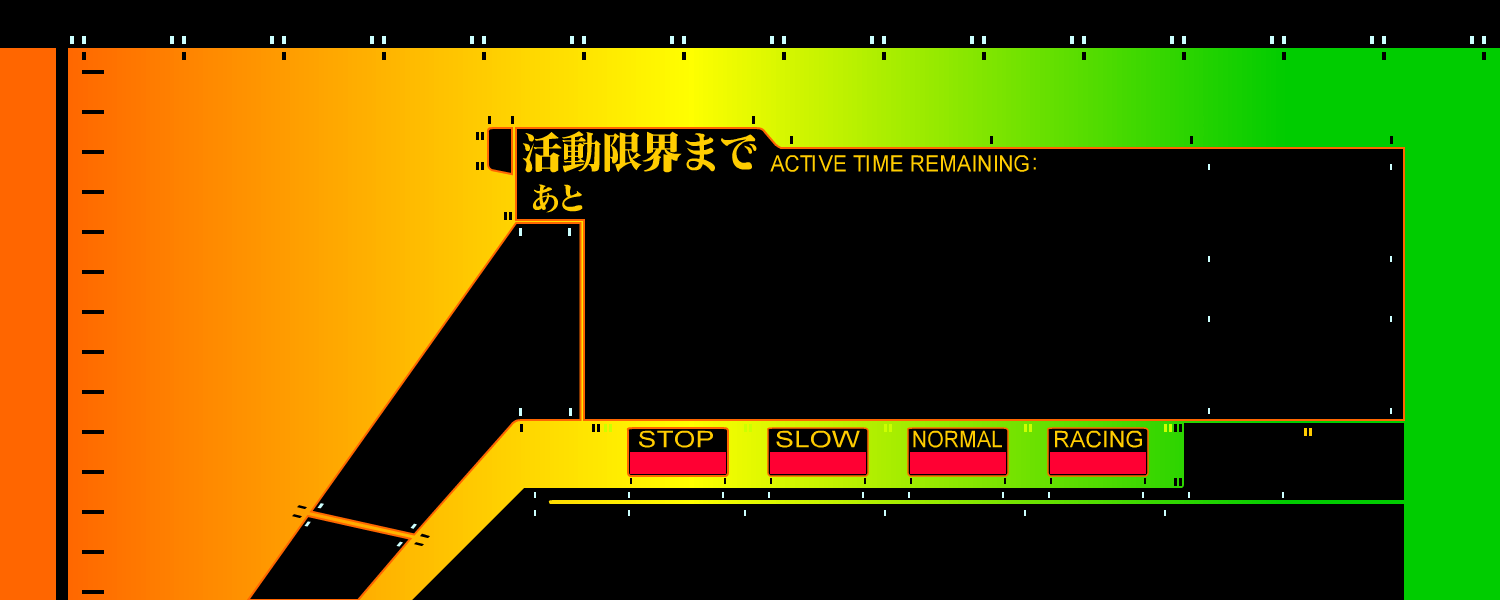 活動限界まで
ACTIVE TIME REMAINING:
あと
STOP SLOW NORMAL RACING